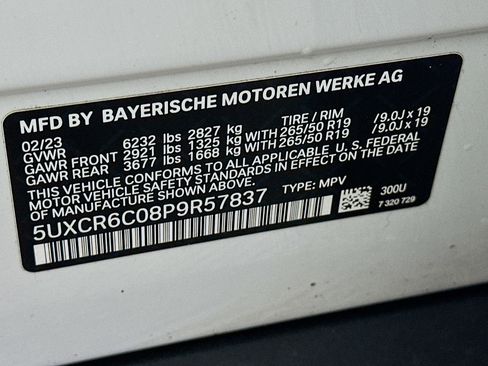 MFD BY BAYERISCHE MOTOREN WERKE AG
02/23 6232 lbs 2827 kg TIRE / RIM
GVWR
GAWR FRONT 2921 lbs 1325 kg WITH 265/50 R19 /9.0J x 19
GAWR REAR 3677 lbs 1668 kg WITH 265/50 R19 /9.0J x 19
THIS VEHICLE CONFORMS TO ALL APPLICABLE U. S. FEDERAL
MOTOR VEHICLE SAFETY STANDARDS IN EFFECT ON THE DATE
OF MANUFACTURE SHOWN ABOVE.
5UXCR6C08P9R57837 TYPE: MPV
300U
7 320 729